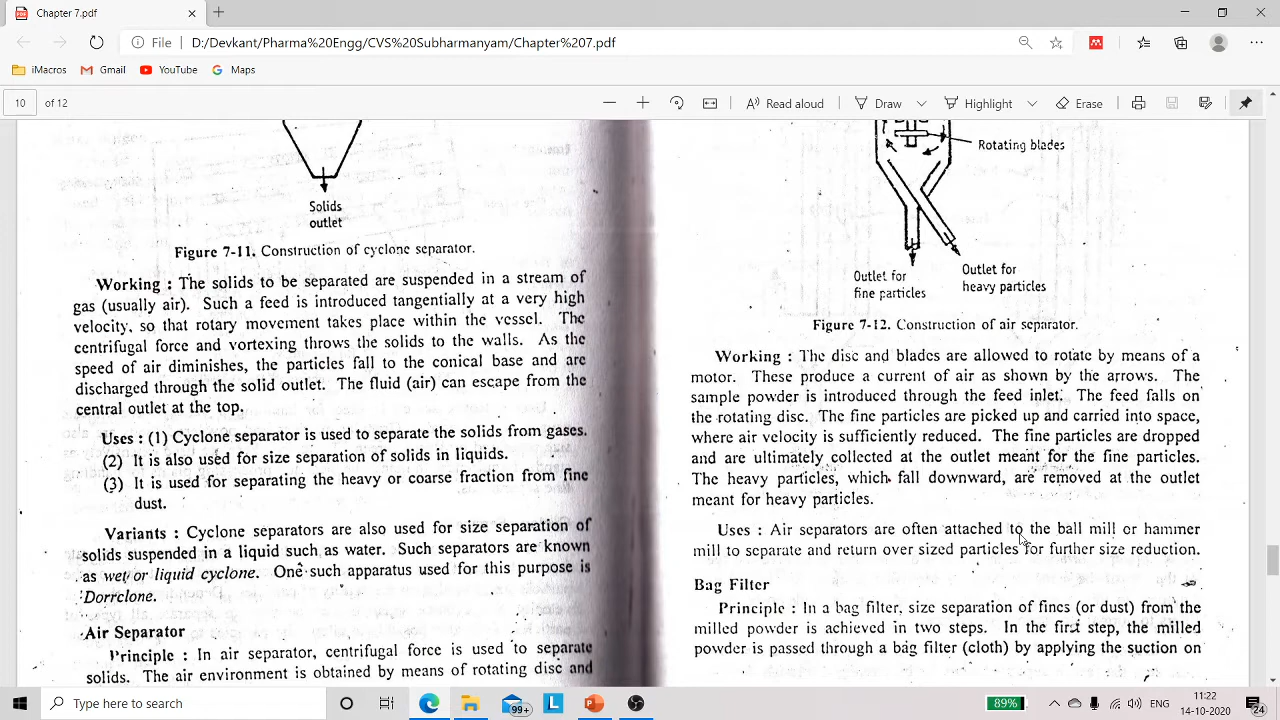 Chapter 7.pdf
File
D:/Devkant/Pharma%20Engg/CVS%20Subharmanyam/Chapter%207.pdf
iMacros
Gmail
YouTube
Maps
10 of 12
Read aloud
Draw
Highlight
Erase
Solids
outlet
Figure 7-11. Construction of cyclone separator.
Working : The solids to be separated are suspended in a stream of
gas (usually air). Such a feed is introduced tangentially at a very high
velocity, so that rotary movement takes place within the vessel. The
centrifugal force and vortexing throws the solids to the walls. As the
speed of air diminishes, the particles fall to the conical base and are
discharged through the solid outlet. The fluid (air) can escape from the
central outlet at the top.
Uses : (1) Cyclone separator is used to separate the solids from gases.
(2) It is also used for size separation of solids in liquids.
(3) It is used for separating the heavy or coarse fraction from fine
dust.
Variants : Cyclone separators are also used for size separation of
solids suspended in a liquid such as water. Such separators are known
as wet or liquid cyclone. One such apparatus used for this purpose is
Dorrclone.
Air Separator
Principle : In air separator, centrifugal force is used to separate
solids. The air environment is obtained by means of rotating disc and
Rotating blades
Outlet for
fine particles
Outlet for
heavy particles
Figure 7-12. Construction of air separator.
Working : The disc and blades are allowed to rotate by means of a
motor. These produce a current of air as shown by the arrows. The
sample powder is introduced through the feed inlet. The feed falls on
the rotating disc. The fine particles are picked up and carried into space,
where air velocity is sufficiently reduced. The fine particles are dropped
and are ultimately collected at the outlet meant for the fine particles.
The heavy particles, which fall downward, are removed at the outlet
meant for heavy particles.
Uses : Air separators are often attached to the ball mill or hammer
mill to separate and return over sized particles for further size reduction.
Bag Filter
Principle : In a bag filter, size separation of fines (or dust) from the
milled powder is achieved in two steps. In the first step, the milled
powder is passed through a bag filter (cloth) by applying the suction on
Type here to search
99+
89%
ENG
11:22
14-10-2020
24